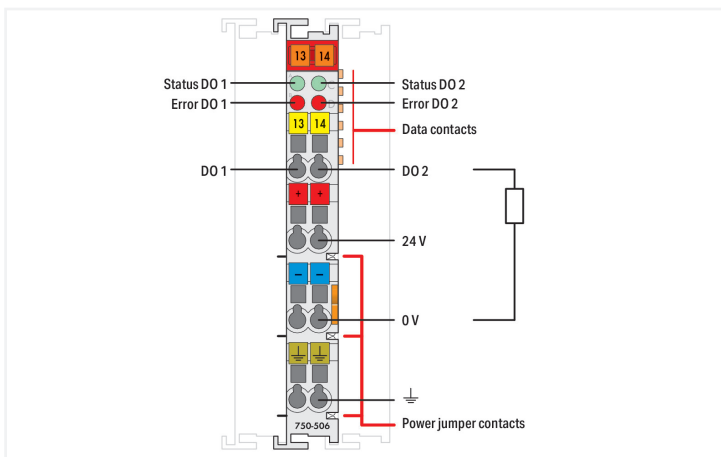 13 14
Status DO 1
Status DO 2
Error DO 1
Error DO 2
13 14
Data contacts
DO 1
DO 2
+ +
24 V
− −
0 V
750-506
Power jumper contacts